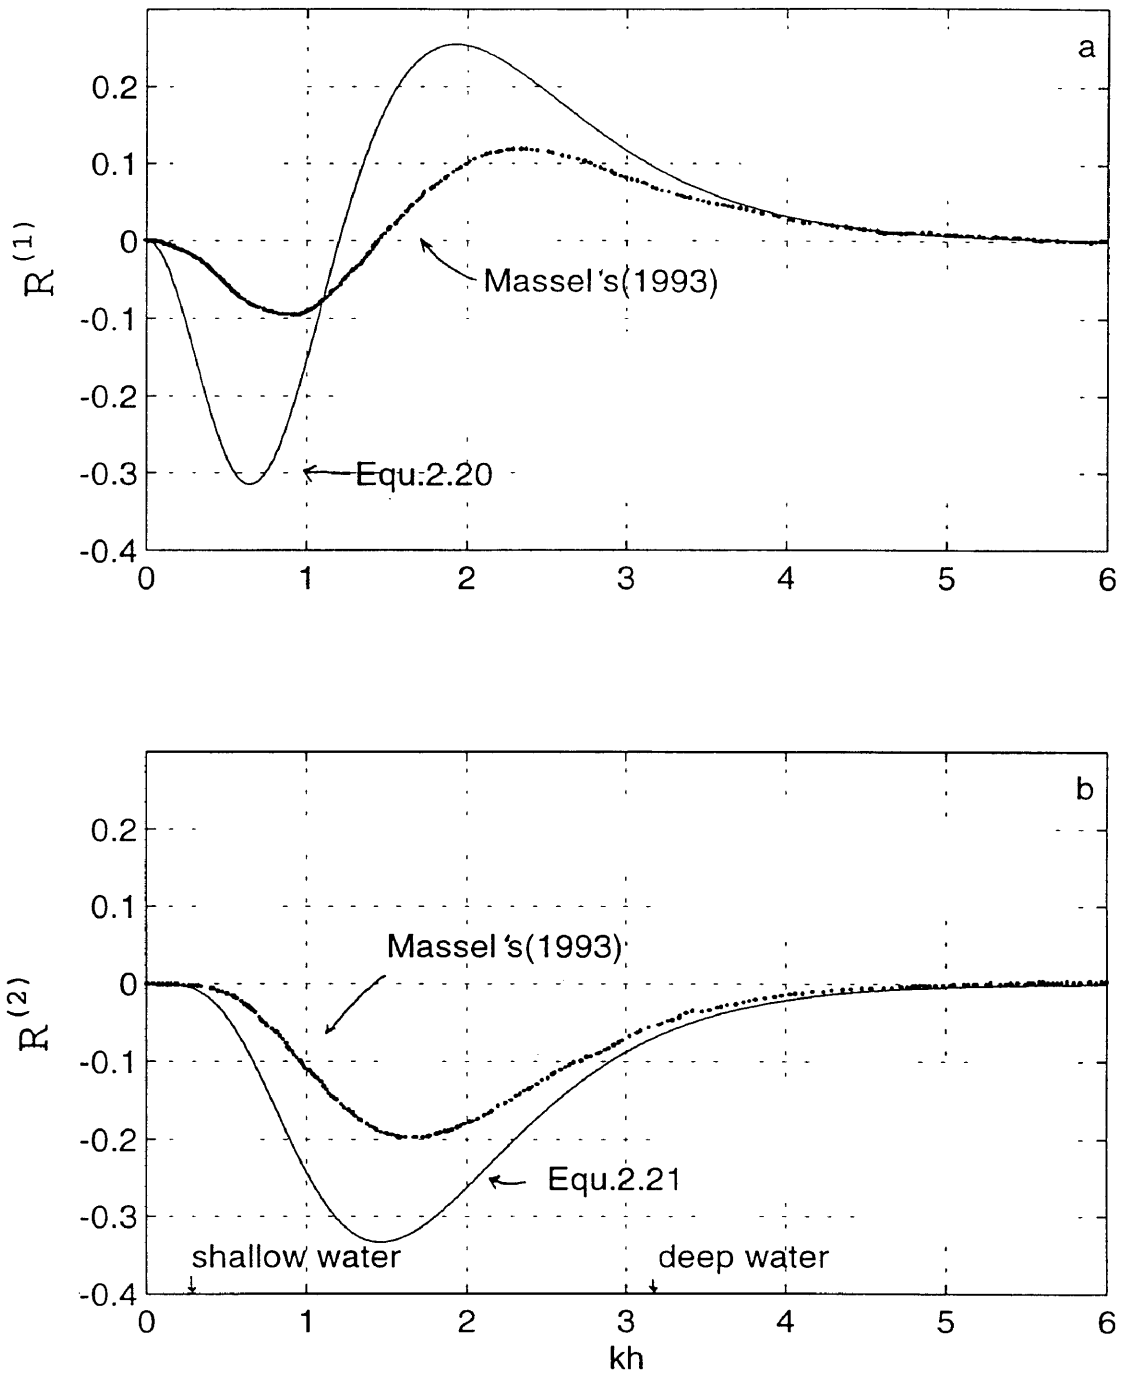 a
0.2
0.1
0
-0.1
-0.2
-0.3
-0.4
R(1)
Massel's(1993)
Equ.2.20
0 1 2 3 4 5 6
b
0.2
0.1
0
-0.1
-0.2
-0.3
-0.4
R(2)
Massel's(1993)
Equ.2.21
shallow water
deep water
0 1 2 3 4 5 6
kh